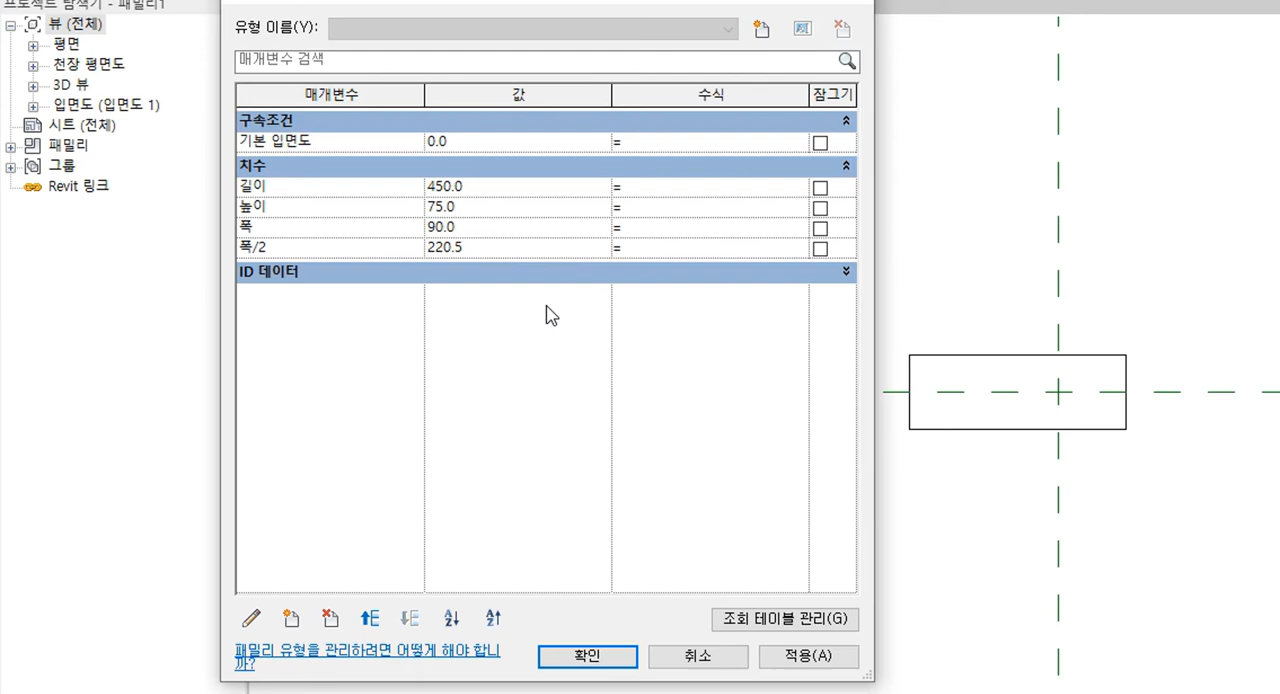 프로젝트 탐색기 - 패밀리1
뷰 (전체)
평면
천장 평면도
3D 뷰
입면도 (입면도 1)
시트 (전체)
패밀리
그룹
Revit 링크
유형 이름(Y):
매개변수 검색
매개변수 값 수식 잠그기
구속조건
기본 입면도 0.0 =
치수
길이 450.0 =
높이 75.0 =
폭 90.0 =
폭/2 220.5 =
ID 데이터
조회 테이블 관리(G)
패밀리 유형을 관리하려면 어떻게 해야 합니
까?
확인 취소 적용(A)